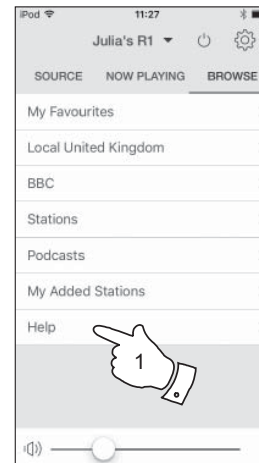 iPod 11:27
Julia's R1
SOURCE NOW PLAYING BROWSE
My Favourites
Local United Kingdom
BBC
Stations
Podcasts
My Added Stations
Help
1